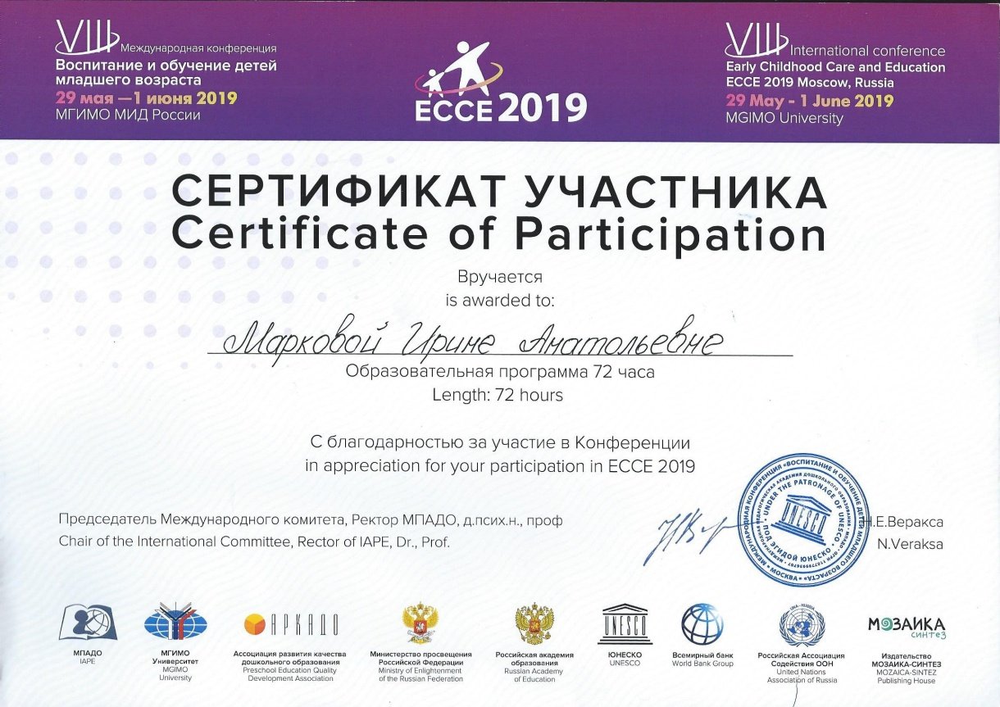 VIII Международная конференция
Воспитание и обучение детей
младшего возраста
29 мая —1 июня 2019
МГИМО МИД России
ECCE 2019
VIII International conference
Early Childhood Care and Education
ECCE 2019 Moscow, Russia
29 May - 1 June 2019
MGIMO University
СЕРТИФИКАТ УЧАСТНИКА
Certificate of Participation
Вручается
is awarded to:
Марковой Ирине Анатольевне
Образовательная программа 72 часа
Length: 72 hours
С благодарностью за участие в Конференции
in appreciation for your participation in ECCE 2019
Председатель Международного комитета, Ректор МПАДО, д.псих.н., проф
Chair of the International Committee, Rector of IAPE, Dr., Prof.
Н.Е.Веракса
N.Veraksa
МЕЖДУНАРОДНАЯ КОНФЕРЕНЦИЯ «ВОСПИТАНИЕ И ОБУЧЕНИЕ ДЕТЕЙ МЛАДШЕГО ВОЗРАСТА» • МОСКВА •
UNDER THE PATRONAGE OF UNESCO • ПОД ЭГИДОЙ ЮНЕСКО •
UNESCO
МПАДО
IAPE
МГИМО
Университет
MGIMO
University
АРКАДО
Ассоциация развития качества
дошкольного образования
Preschool Education Quality
Development Association
Министерство просвещения
Российской Федерации
Ministry of Enlightenment
of the Russian Federation
Российская академия
образования
Russian Academy
of Education
UNESCO
ЮНЕСКО
UNESCO
Всемирный банк
World Bank Group
UNA-RUSSIA
Российская Ассоциация
Содействия ООН
United Nations
Association of Russia
МОЗАИКА
синтез
Издательство
МОЗАИКА-СИНТЕЗ
MOZAICA-SINTEZ
Publishing House